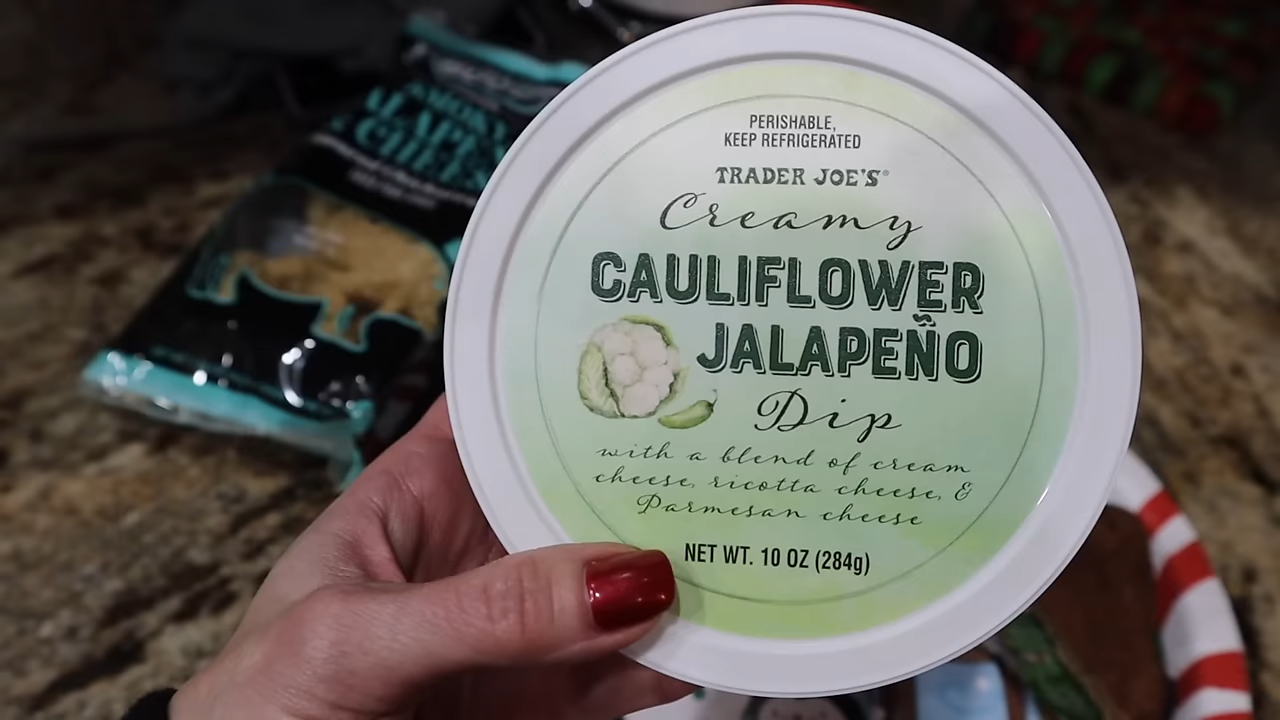 PERISHABLE,
KEEP REFRIGERATED
TRADER JOE'S®
Creamy
CAULIFLOWER
JALAPEÑO
Dip
with a blend of cream
cheese, ricotta cheese, &
Parmesan cheese
NET WT. 10 OZ (284g)